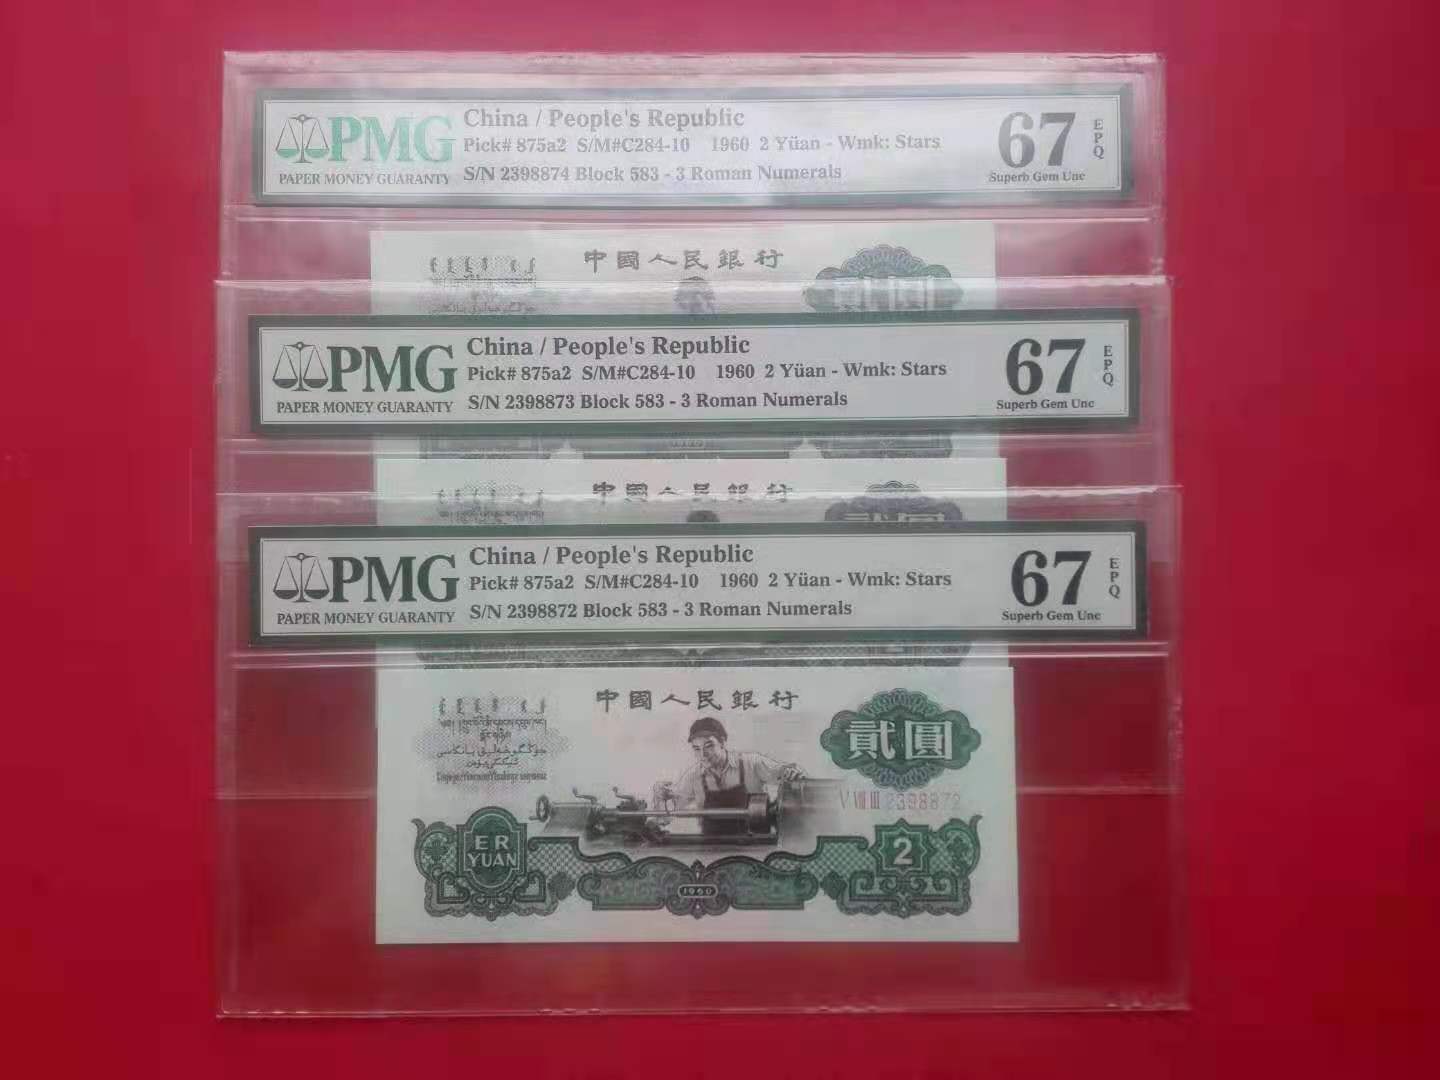 PMG
PAPER MONEY GUARANTY
China / People's Republic
Pick# 875a2 S/M#C284-10 1960 2 Yüan - Wmk: Stars
S/N 2398874 Block 583 - 3 Roman Numerals
67 EPQ
Superb Gem Unc
中國人民銀行
貳圓
PMG
PAPER MONEY GUARANTY
China / People's Republic
Pick# 875a2 S/M#C284-10 1960 2 Yüan - Wmk: Stars
S/N 2398873 Block 583 - 3 Roman Numerals
67 EPQ
Superb Gem Unc
中國人民銀行
貳圓
PMG
PAPER MONEY GUARANTY
China / People's Republic
Pick# 875a2 S/M#C284-10 1960 2 Yüan - Wmk: Stars
S/N 2398872 Block 583 - 3 Roman Numerals
67 EPQ
Superb Gem Unc
中國人民銀行
貳圓
V VIII III 2398872
ER
YUAN
2
1960